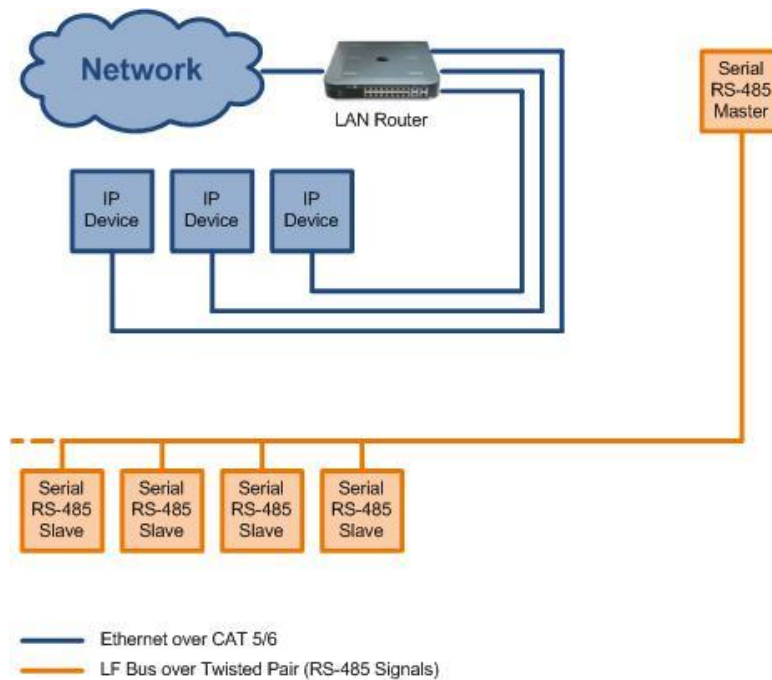 Network
LAN Router
Serial
RS-485
Master
IP
Device
IP
Device
IP
Device
Serial
RS-485
Slave
Serial
RS-485
Slave
Serial
RS-485
Slave
Serial
RS-485
Slave
Ethernet over CAT 5/6
LF Bus over Twisted Pair (RS-485 Signals)